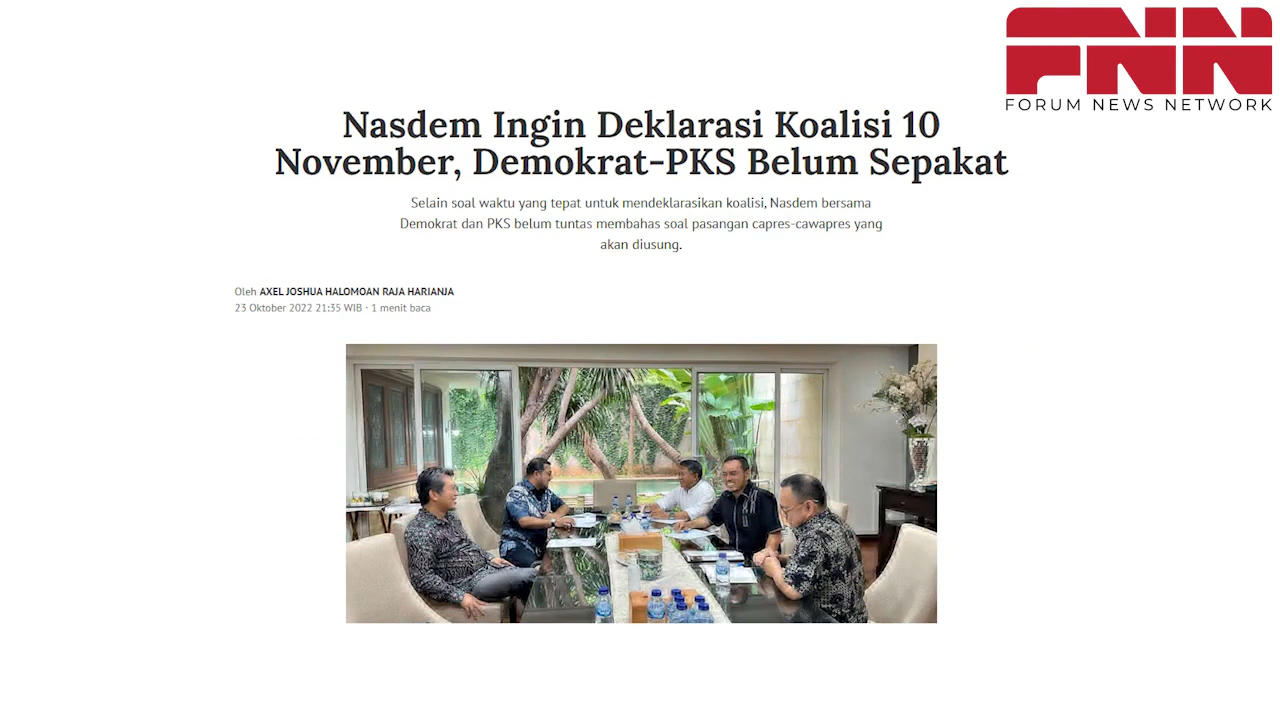 FNN
FORUM NEWS NETWORK
Nasdem Ingin Deklarasi Koalisi 10
November, Demokrat-PKS Belum Sepakat
Selain soal waktu yang tepat untuk mendeklarasikan koalisi, Nasdem bersama
Demokrat dan PKS belum tuntas membahas soal pasangan capres-cawapres yang
akan diusung.
Oleh AXEL JOSHUA HALOMOAN RAJA HARIANJA
23 Oktober 2022 21:35 WIB · 1 menit baca